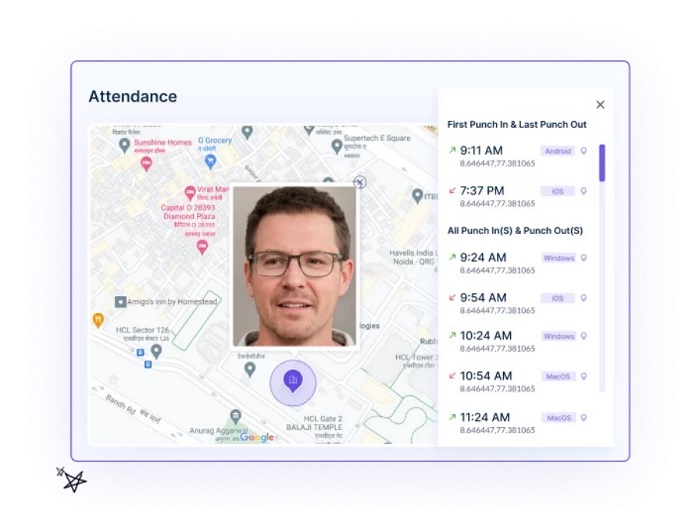 Attendance
Sunshine Homes
G Grocery
Supertech E Square
Virat Mar
Capital O 28393
Diamond Plaza
ITB
Havells India L
Noida - QRG
Amigo's Inn by Homestead
HCL Sector 126
logies
Rubb
HCL Tower
HCL Gate 2
BALAJI TEMPLE
Bandh Rd
Anurag Aggarwal
Google
First Punch In & Last Punch Out
9:11 AM Android
8.646447,77.381065
7:37 PM iOS
8.646447,77.381065
All Punch In(S) & Punch Out(S)
9:24 AM Windows
8.646447,77.381065
9:54 AM iOS
8.646447,77.381065
10:24 AM Windows
8.646447,77.381065
10:54 AM MacOS
8.646447,77.381065
11:24 AM MacOS
8.646447,77.381065